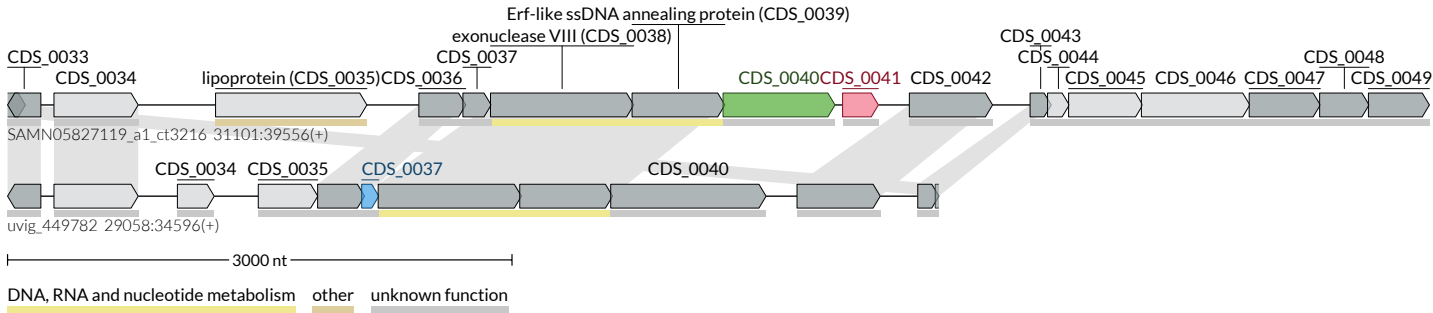 Erf-like ssDNA annealing protein (CDS_0039)
exonuclease VIII (CDS_0038) CDS_0043
CDS_0033 CDS_0037 CDS_0044 CDS_0048
CDS_0034 lipoprotein (CDS_0035) CDS_0036 CDS_0040 CDS_0041 CDS_0042 CDS_0045 CDS_0046 CDS_0047 CDS_0049
SAMN05827119_a1_ct3216 31101:39556(+)
CDS_0034 CDS_0035 CDS_0037 CDS_0040
uvig_449782 29058:34596(+)
3000 nt
DNA, RNA and nucleotide metabolism other unknown function